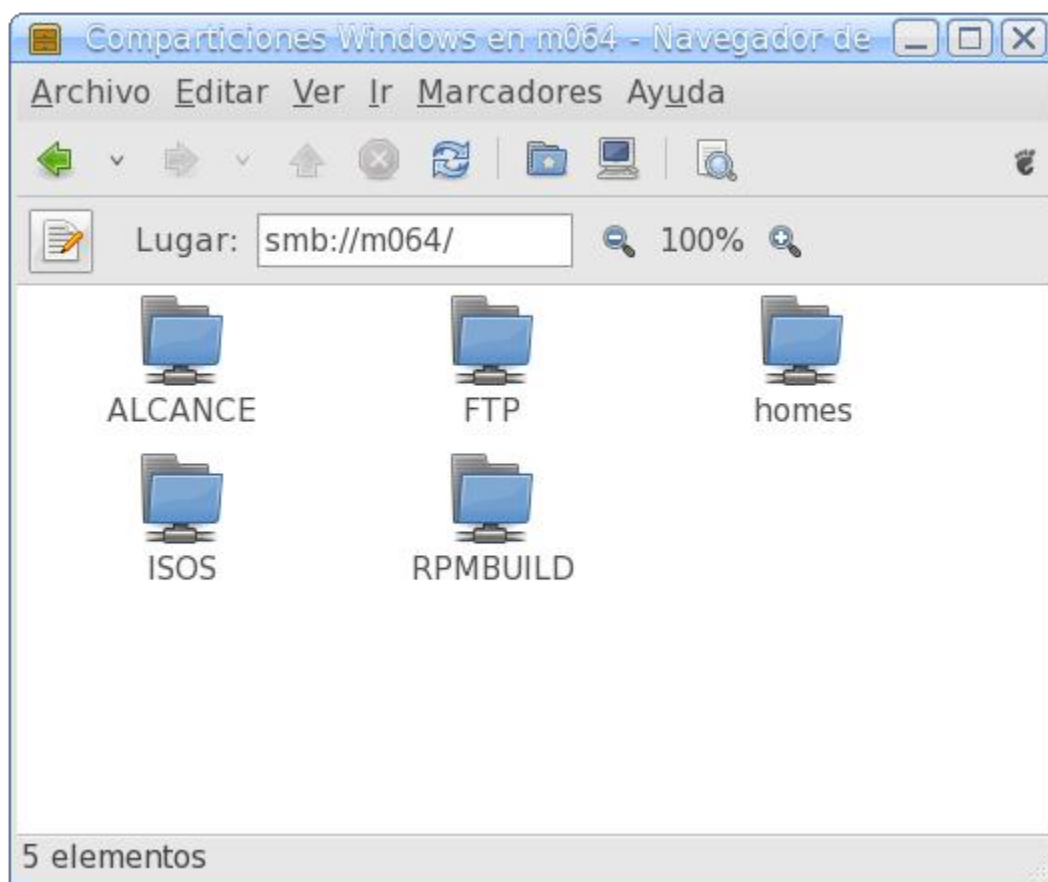 Comparticiones Windows en m064 - Navegador de
Archivo Editar Ver Ir Marcadores Ayuda
Lugar: smb://m064/ 100%
ALCANCE FTP homes
ISOS RPMBUILD
5 elementos